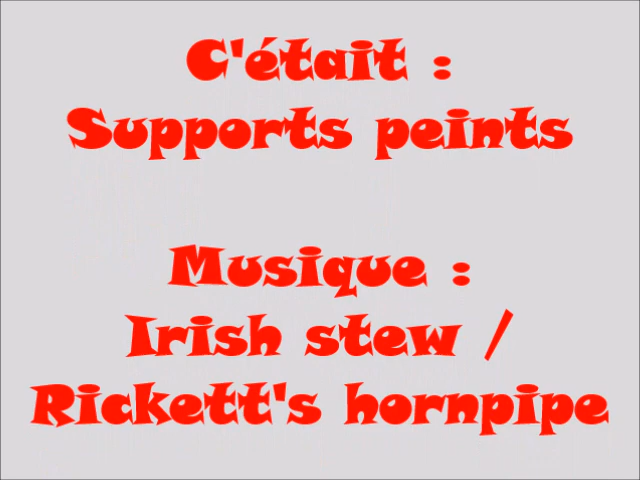 C'était :
Supports peints
Musique :
Irish stew /
Rickett's hornpipe